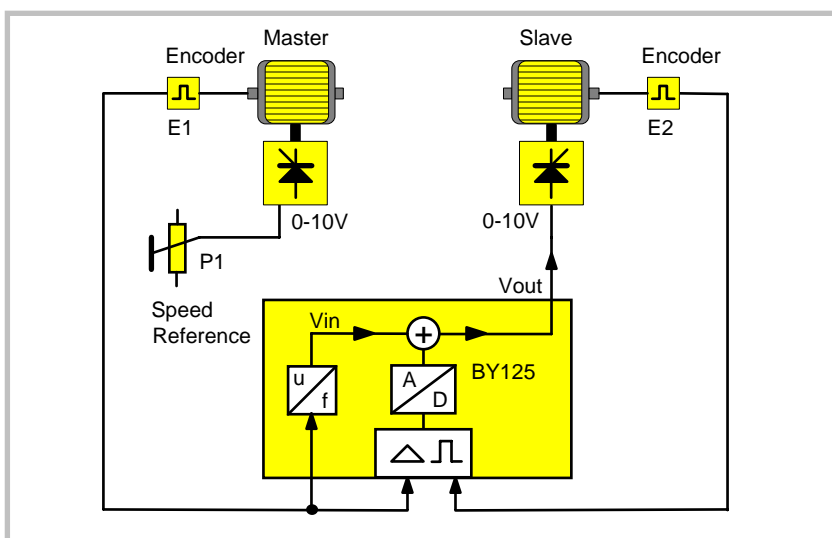 Encoder
Master
Slave
Encoder
E1
E2
0-10V
0-10V
P1
Speed
Reference
Vout
Vin
BY125
u
f
A
D